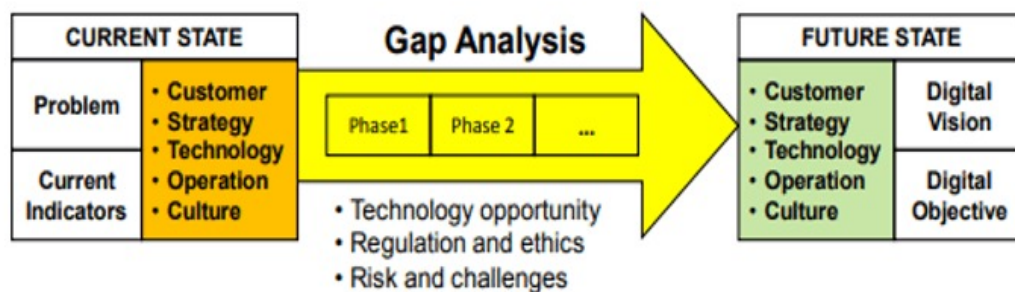 CURRENT STATE
Problem
Current
Indicators
• Customer
• Strategy
• Technology
• Operation
• Culture
Gap Analysis
Phase1
Phase 2
...
• Technology opportunity
• Regulation and ethics
• Risk and challenges
FUTURE STATE
• Customer
• Strategy
• Technology
• Operation
• Culture
Digital
Vision
Digital
Objective